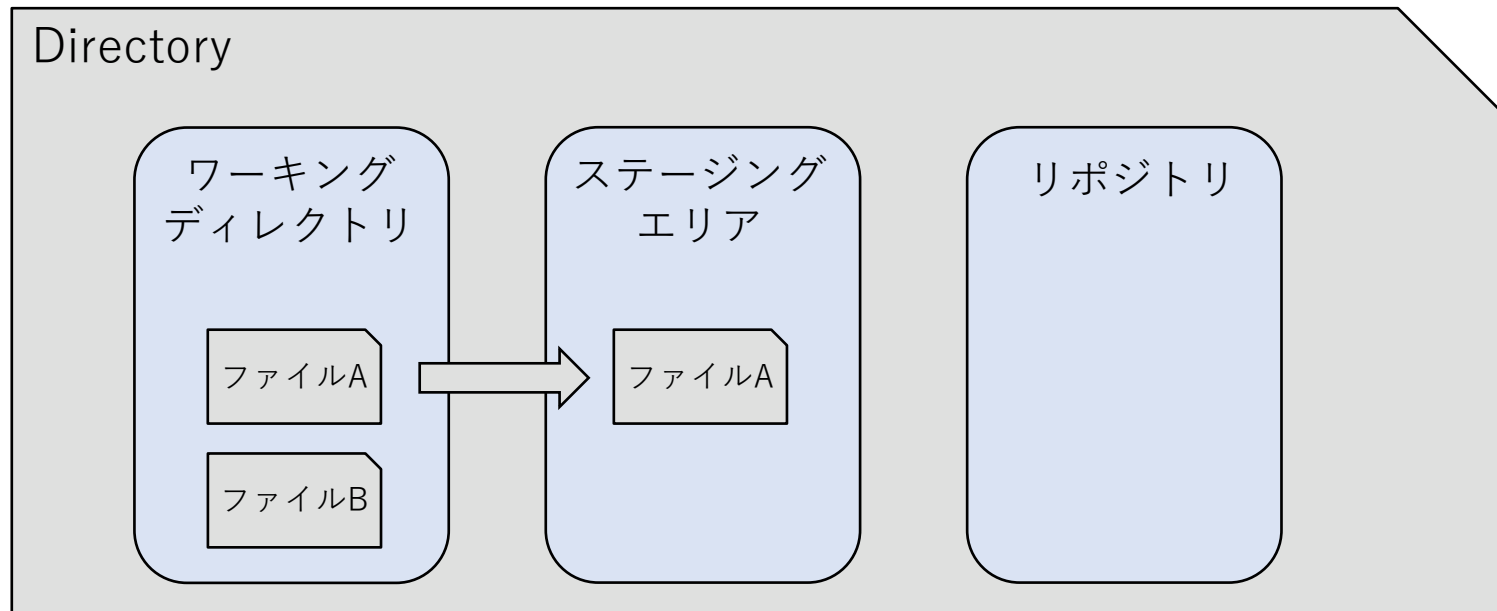 Directory
ワーキング
ディレクトリ
ステージング
エリア
リポジトリ
ファイルA
ファイルA
ファイルB